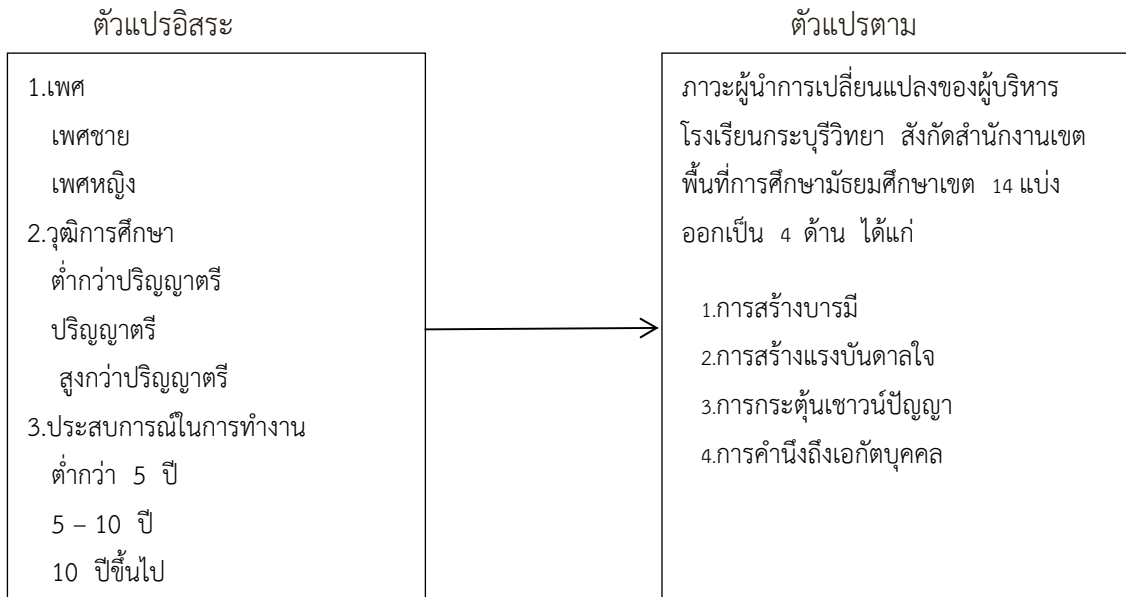 ตัวแปรอิสระ
1.เพศ
เพศชาย
เพศหญิง
2.วุฒิการศึกษา
ต่ำกว่าปริญญาตรี
ปริญญาตรี
สูงกว่าปริญญาตรี
3.ประสบการณ์ในการทำงาน
ต่ำกว่า 5 ปี
5 – 10 ปี
10 ปีขึ้นไป
ตัวแปรตาม
ภาวะผู้นำการเปลี่ยนแปลงของผู้บริหาร
โรงเรียนกระบุรีวิทยา สังกัดสำนักงานเขต
พื้นที่การศึกษามัธยมศึกษาเขต 14 แบ่ง
ออกเป็น 4 ด้าน ได้แก่
1.การสร้างบารมี
2.การสร้างแรงบันดาลใจ
3.การกระตุ้นเชาวน์ปัญญา
4.การคำนึงถึงเอกัตบุคคล